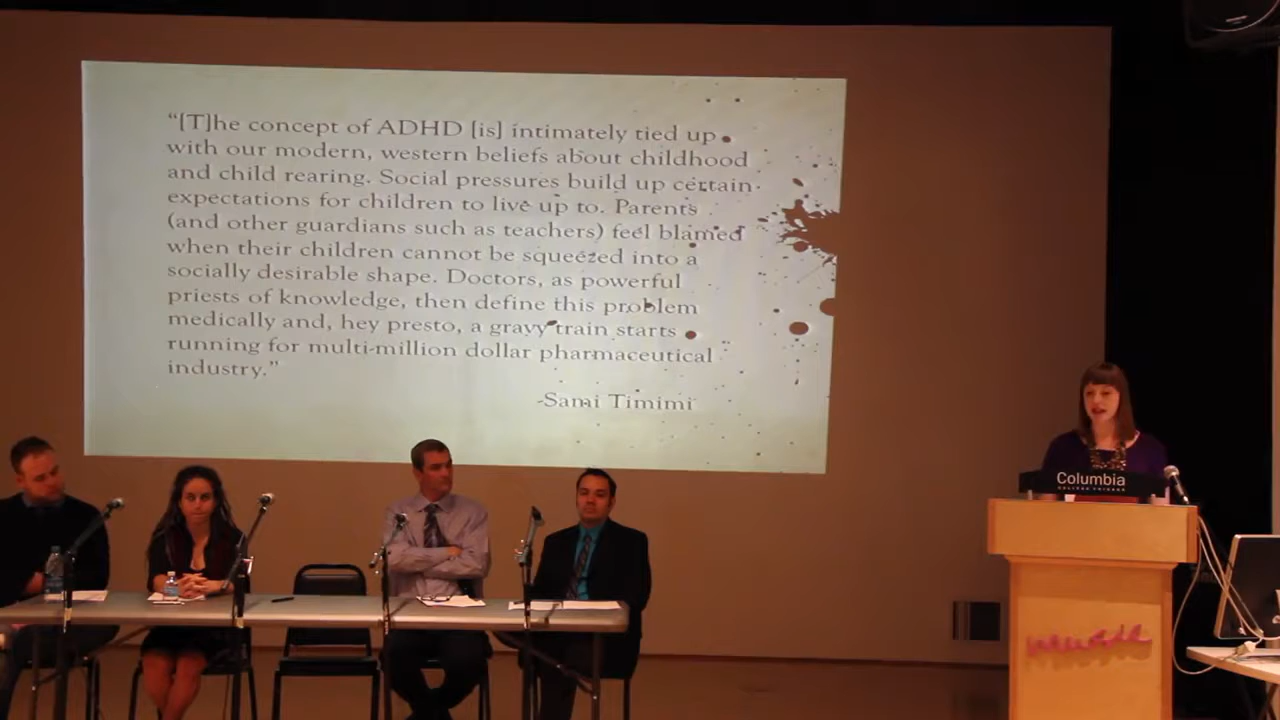 “[T]he concept of ADHD [is] intimately tied up
with our modern, western beliefs about childhood
and child rearing. Social pressures build up certain
expectations for children to live up to. Parents
(and other guardians such as teachers) feel blamed
when their children cannot be squeezed into a
socially desirable shape. Doctors, as powerful
priests of knowledge, then define this problem
medically and, hey presto, a gravy train starts
running for multi-million dollar pharmaceutical
industry.”
-Sami Timimi
Columbia
COLLEGE CHICAGO
music